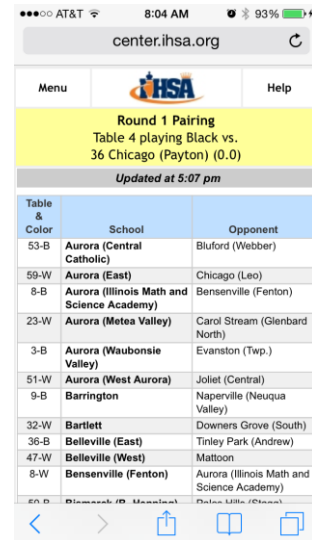 AT&T 8:04 AM 93%
center.ihsa.org
Menu IHSA Help
Round 1 Pairing
Table 4 playing Black vs.
36 Chicago (Payton) (0.0)
Updated at 5:07 pm
Table
&
Color School Opponent
53-B Aurora (Central Bluford (Webber)
Catholic)
59-W Aurora (East) Chicago (Leo)
8-B Aurora (Illinois Math and Bensenville (Fenton)
Science Academy)
23-W Aurora (Metea Valley) Carol Stream (Glenbard
North)
3-B Aurora (Waubonsie Evanston (Twp.)
Valley)
51-W Aurora (West Aurora) Joliet (Central)
9-B Barrington Naperville (Neuqua
Valley)
32-W Bartlett Downers Grove (South)
36-B Belleville (East) Tinley Park (Andrew)
47-W Belleville (West) Mattoon
8-W Bensenville (Fenton) Aurora (Illinois Math and
Science Academy)